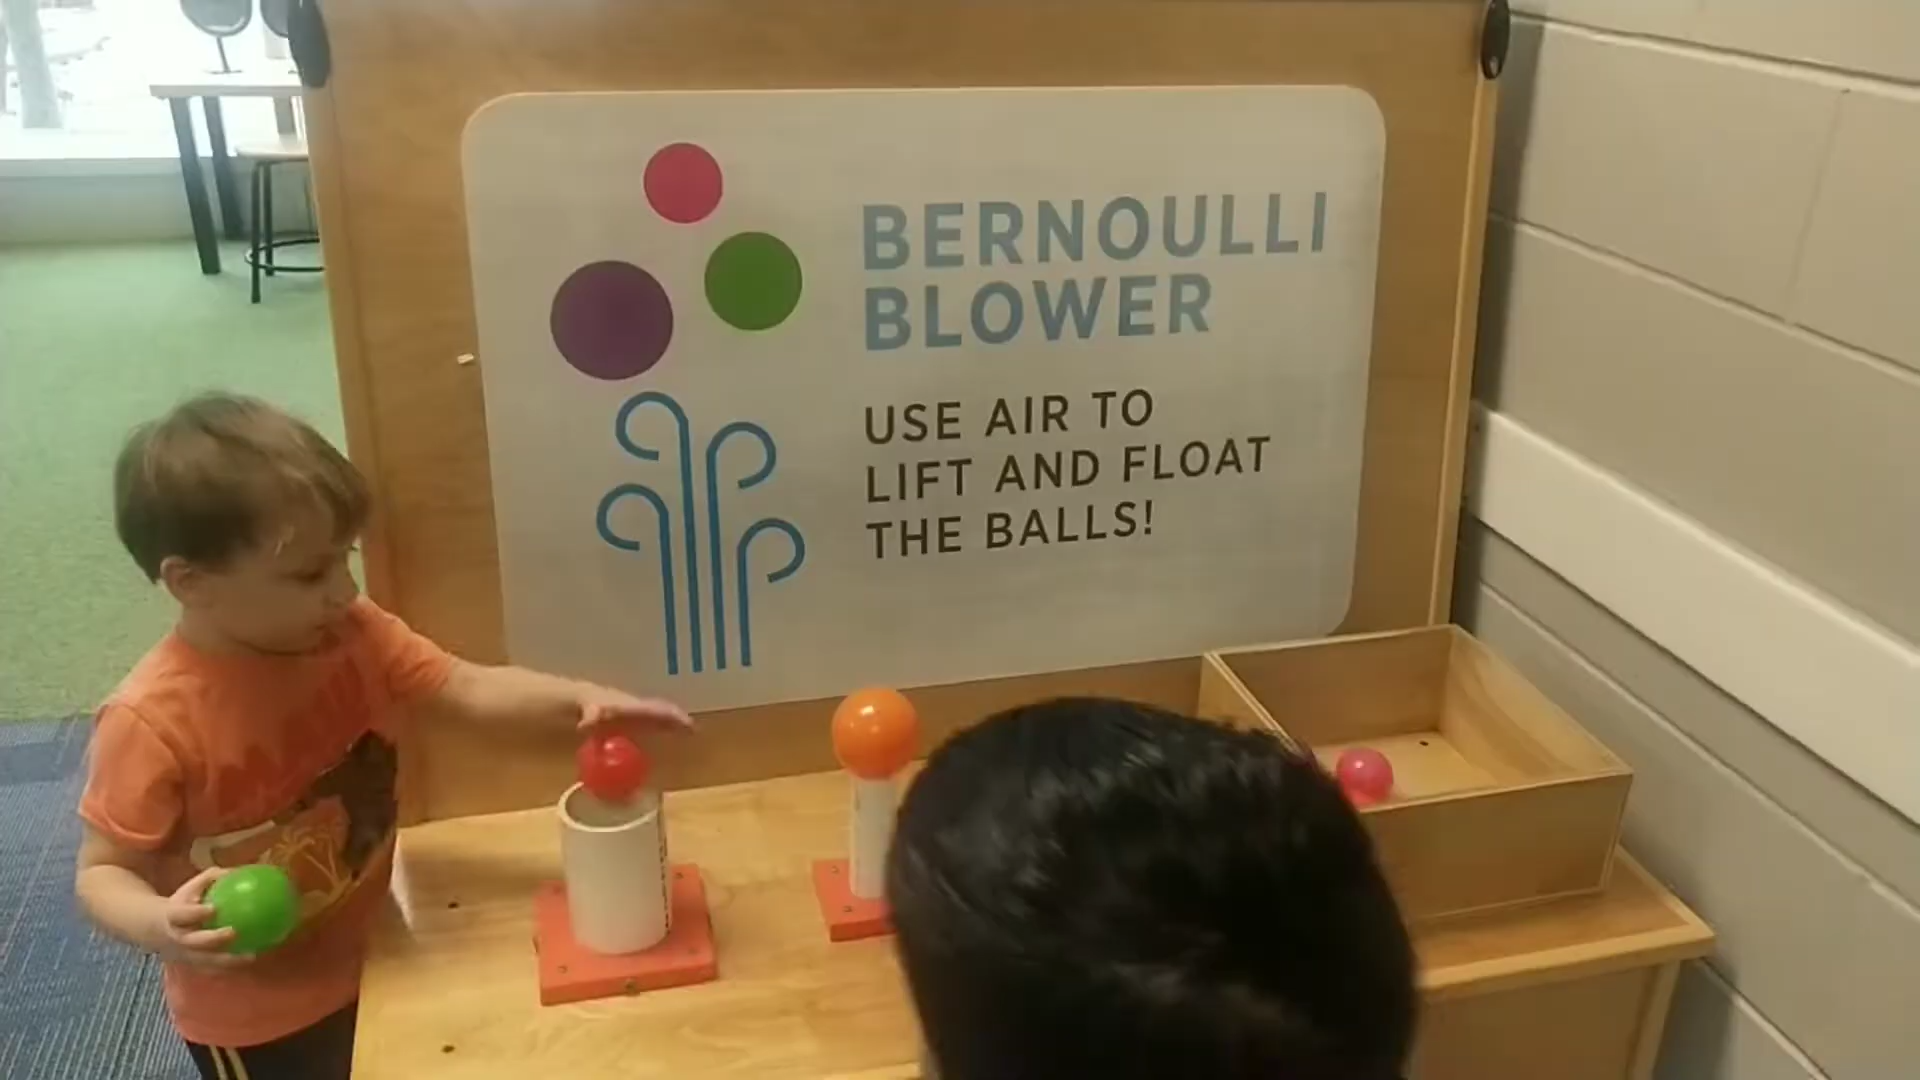 BERNOULLI
BLOWER
USE AIR TO
LIFT AND FLOAT
THE BALLS!